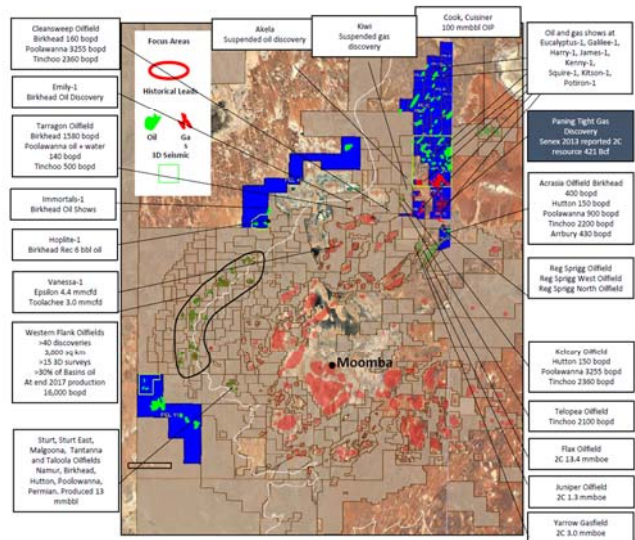 Cleansweep Oilfield
Birkhead 160 bopd
Poolawanna 3255 bopd
Tinchoo 2360 bopd
Emily-1
Birkhead Oil Discovery
Tarragon Oilfield
Birkhead 1580 bopd
Poolawanna oil + water
140 bopd
Tinchoo 500 bopd
Immortals-1
Birkhead Oil Shows
Hoplite-1
Birkhead Rec 6 bbl oil
Vanessa-1
Epsilon 4.4 mmcfd
Toolachee 3.0 mmcfd
Western Flank Oilfields
>40 discoveries
3,000 sq km
>15 3D surveys
>30% of Basins oil
At end 2017 production
16,000 bopd
Sturt, Sturt East,
Malgoona, Tantanna
and Taloola Oilfields
Namur, Birkhead,
Hutton, Poolowanna,
Permian. Produced 13
mmbbl
Focus Areas
Historical Leads
Oil
Ga
s
3D Seismic
Akela
Suspended oil discovery
Kiwi
Suspended gas
discovery
Cook, Cuisiner
100 mmbbl OIP
Moomba
Oil and gas shows at
Eucalyptus-1, Galilee-1,
Harry-1, James-1,
Kenny-1,
Squire-1, Kitson-1,
Potiron-1
Paning Tight Gas
Discovery
Senex 2013 reported 2C
resource 421 Bcf
Acrasia Oilfield Birkhead
400 bopd
Hutton 150 bopd
Poolawanna 900 bopd
Tinchoo 2200 bopd
Arrbury 430 bopd
Reg Sprigg Oilfield
Reg Sprigg West Oilfield
Reg Sprigg North Oilfield
Keleary Oilfield
Hutton 150 bopd
Poolawanna 3255 bopd
Tinchoo 2360 bopd
Telopea Oilfield
Tinchoo 2100 bopd
Flax Oilfield
2C 13.4 mmboe
Juniper Oilfield
2C 1.3 mmboe
Yarrow Gasfield
2C 3.0 mmboe